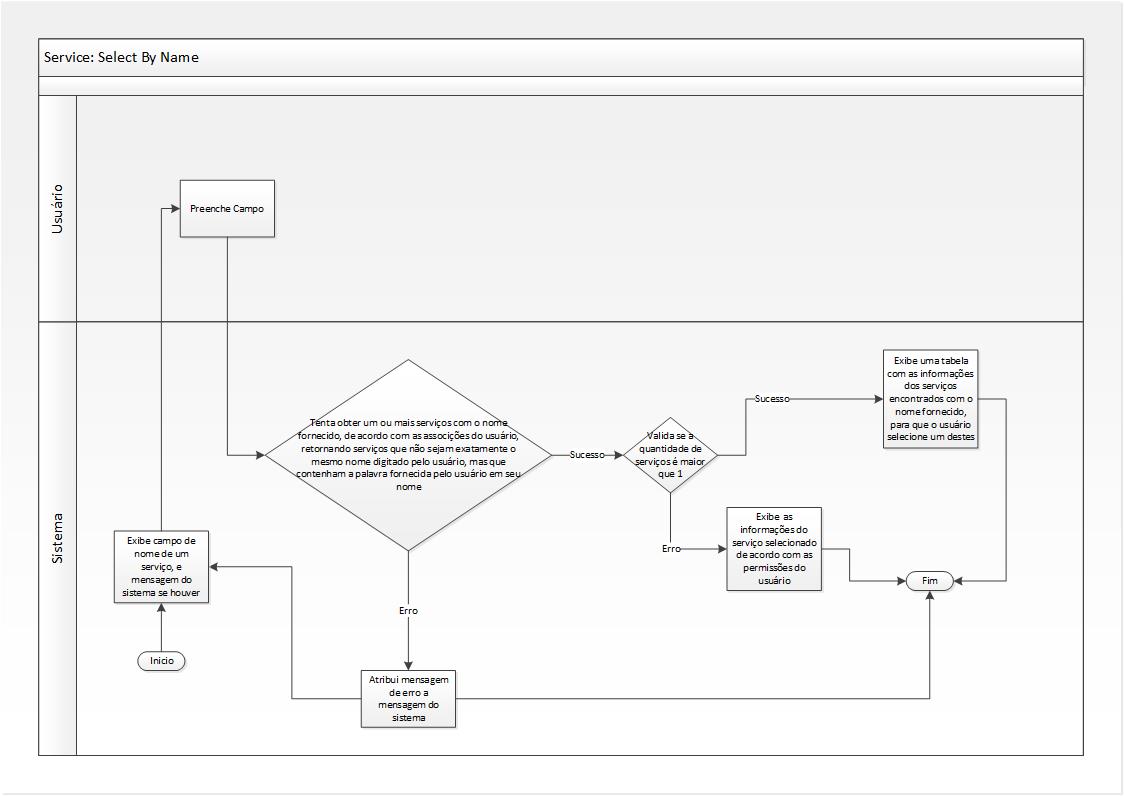 Service: Select By Name
Usuário
Preenche Campo
Sistema
Tenta obter um ou mais serviços com o nome
fornecido, de acordo com as associções do usuário,
retornando serviços que não sejam exatamente o
mesmo nome digitado pelo usuário, mas que
contenham a palavra fornecida pelo usuário em seu
nome
Sucesso
Valida se a
quantidade de
serviços é maior
que 1
Sucesso
Exibe uma tabela
com as informações
dos serviços
encontrados com o
nome fornecido,
para que o usuário
selecione um destes
Erro
Exibe as
informações do
serviço selecionado
de acordo com as
permissões do
usuário
Fim
Exibe campo de
nome de um
serviço, e
mensagem do
sistema se houver
Inicio
Erro
Atribui mensagem
de erro a
mensagem do
sistema